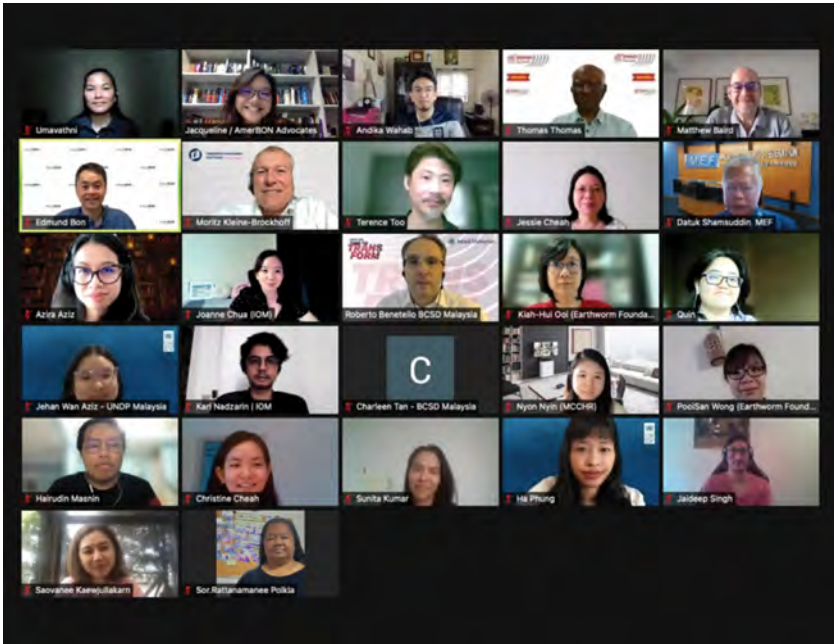 Umavathni
Jacqueline / AmerBON Advocates
Andika Wahab
Thomas Thomas
Matthew Baird
Edmund Bon
Moritz Kleine-Brockhoff
Terence Too
Jessie Cheah
MEF
Datuk Shamsuddin, MEF
Azira Aziz
Joanne Chua (IOM)
TRANS
FORM
Roberto Benetello BCSD Malaysia
Kiah-Hui Ooi (Earthworm Founda...
Quin
Jehan Wan Aziz - UNDP Malaysia
Karl Nadzarin | IOM
C
Charleen Tan - BCSD Malaysia
Nyon Nyin (MCCHR)
PooiSan Wong (Earthworm Found...
Hairudin Masnin
Christine Cheah
Sunita Kumar
Ha Phung
Jaideep Singh
Saovanee Kaewjullakarn
Sor.Rattanamanee Polkla